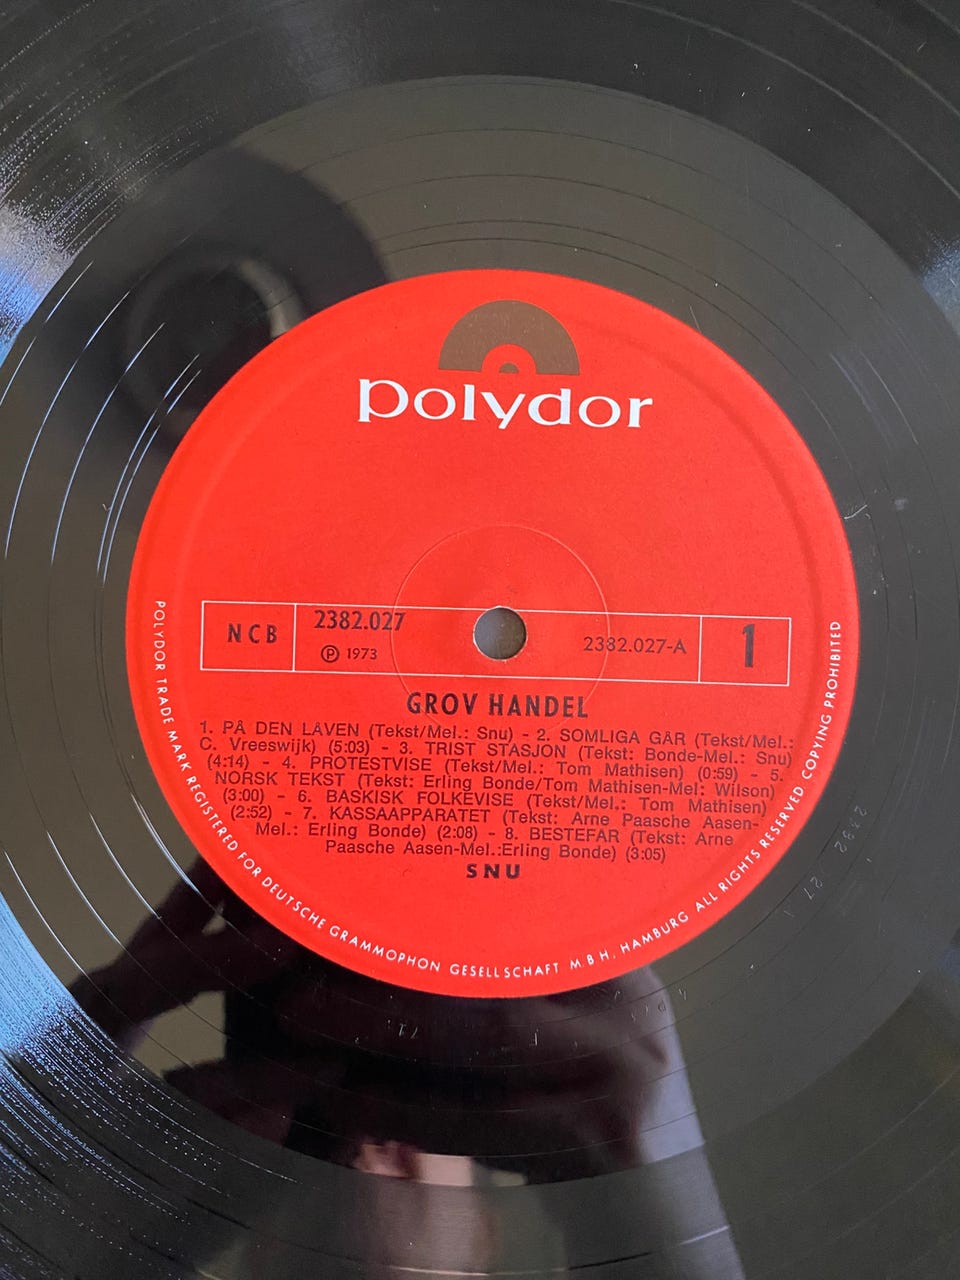 polydor
NCB
2382.027
Ⓟ 1973
2382.027-A
1
GROV HANDEL
1. PÅ DEN LÅVEN (Tekst/Mel.: Snu) - 2. SOMLIGA GÅR (Tekst/Mel.:
C. Vreeswijk) (5:03) - 3. TRIST STASJON (Tekst: Bonde-Mel.: Snu)
(4:14) - 4. PROTESTVISE (Tekst/Mel.: Tom Mathisen) (0:59) - 5.
NORSK TEKST (Tekst: Erling Bonde/Tom Mathisen-Mel: Wilson)
(3:00) - 6. BASKISK FOLKEVISE (Tekst/Mel.: Tom Mathisen)
(2:52) - 7. KASSAAPPARATET (Tekst: Arne Paasche Aasen-
Mel.: Erling Bonde) (2:08) - 8. BESTEFAR (Tekst: Arne
Paasche Aasen-Mel.:Erling Bonde) (3:05)
SNU
POLYDOR TRADE MARK REGISTERED FOR DEUTSCHE GRAMMOPHON GESELLSCHAFT M.B.H. HAMBURG ALL RIGHTS RESERVED COPYING PROHIBITED